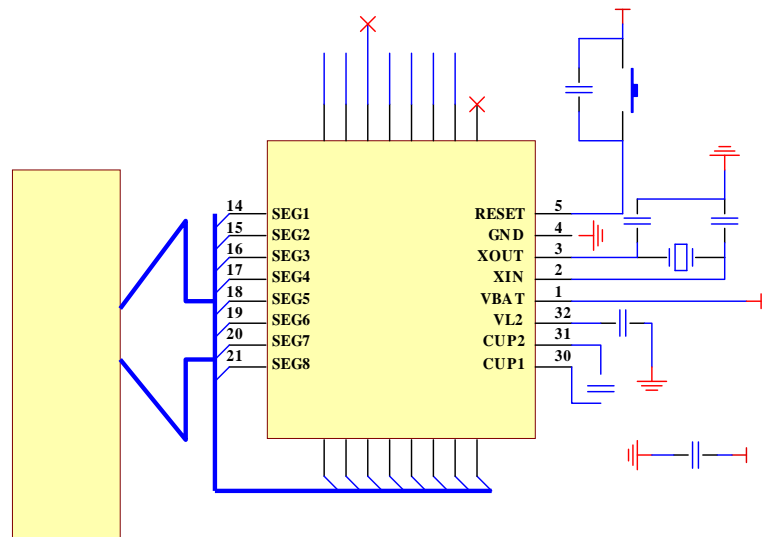 14 SEG1
15 SEG2
16 SEG3
17 SEG4
18 SEG5
19 SEG6
20 SEG7
21 SEG8
RESET 5
GND 4
XOUT 3
XIN 2
VBAT 1
VL2 32
CUP2 31
CUP1 30